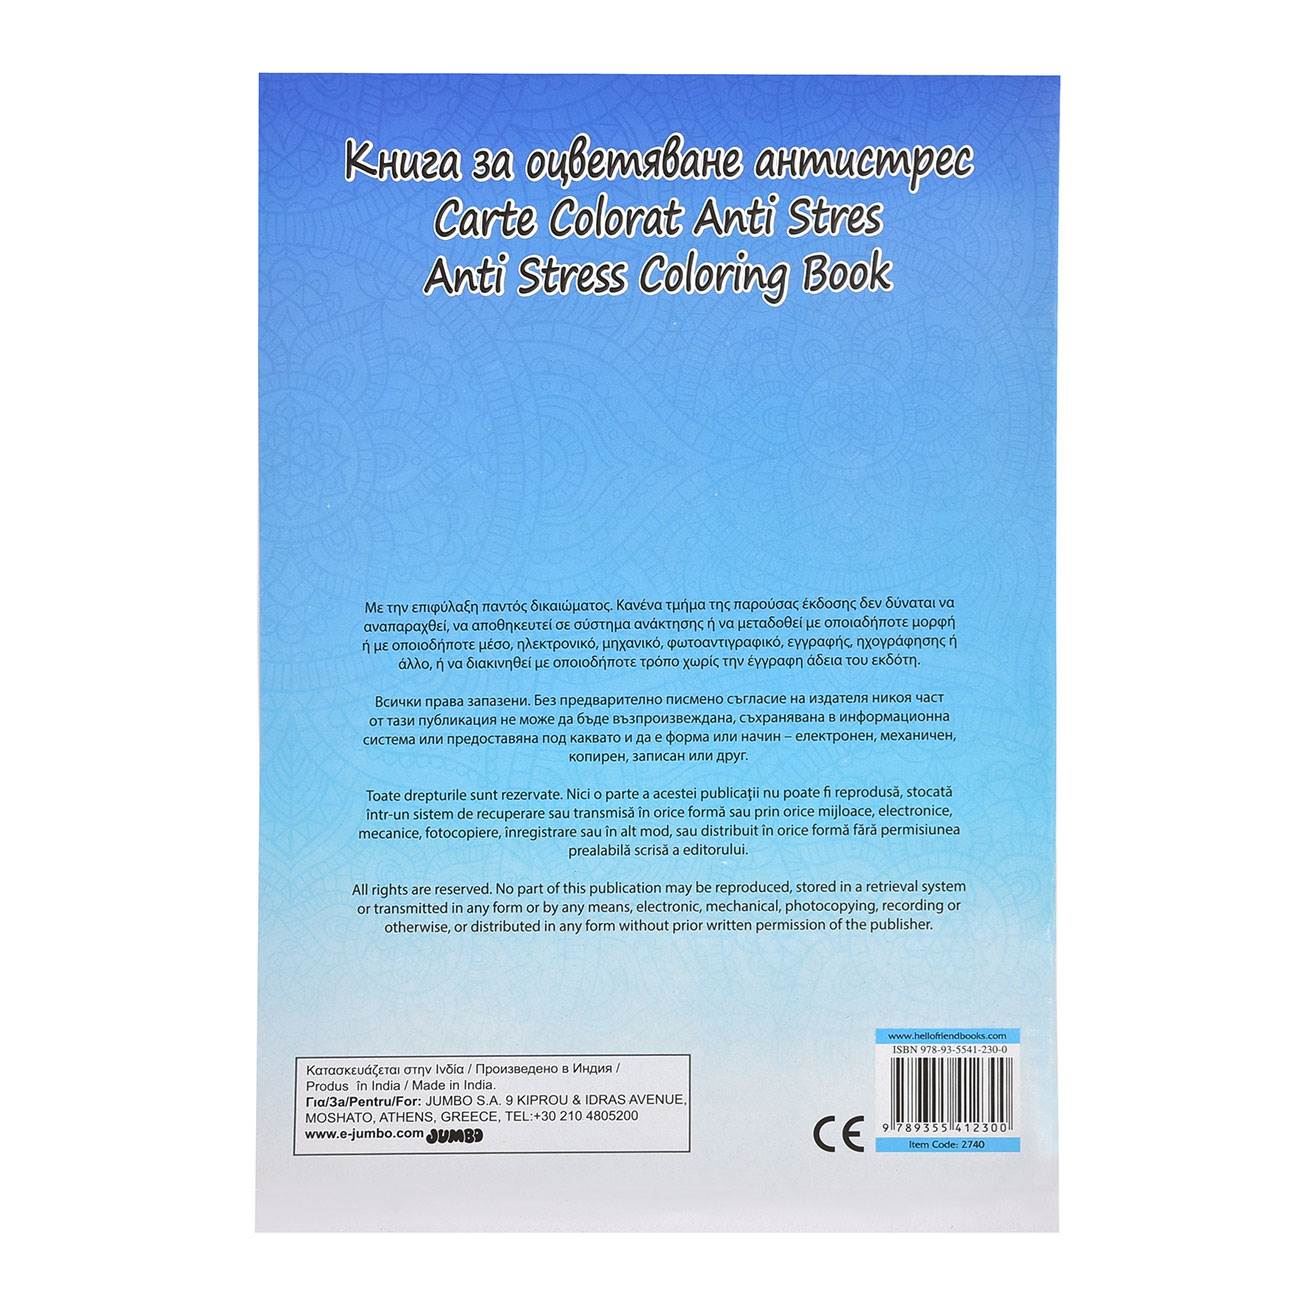 Книга за оцветяване антистрес
Carte Colorat Anti Stres
Anti Stress Coloring Book
Με την επιφύλαξη παντός δικαιώματος. Κανένα τμήμα της παρούσας έκδοσης δεν δύναται να
αναπαραχθεί, να αποθηκευτεί σε σύστημα ανάκτησης ή να μεταδοθεί με οποιαδήποτε μορφή
ή με οποιοδήποτε μέσο, ηλεκτρονικό, μηχανικό, φωτοαντιγραφικό, εγγραφής, ηχογράφησης ή
άλλο, ή να διακινηθεί με οποιοδήποτε τρόπο χωρίς την έγγραφη άδεια του εκδότη.
Всички права запазени. Без предварително писмено съгласие на издателя никоя част
от тази публикация не може да бъде възпроизвеждана, съхранявана в информационна
система или предоставяна под каквато и да е форма или начин – електронен, механичен,
копирен, записан или друг.
Toate drepturile sunt rezervate. Nici o parte a acestei publicații nu poate fi reprodusă, stocată
într-un sistem de recuperare sau transmisă în orice formă sau prin orice mijloace, electronice,
mecanice, fotocopiere, înregistrare sau în alt mod, sau distribuit în orice formă fără permisiunea
prealabilă scrisă a editorului.
All rights are reserved. No part of this publication may be reproduced, stored in a retrieval system
or transmitted in any form or by any means, electronic, mechanical, photocopying, recording or
otherwise, or distributed in any form without prior written permission of the publisher.
Κατασκευάζεται στην Ινδία / Произведено в Индия /
Produs în India / Made in India.
Για/За/Pentru/For: JUMBO S.A. 9 KIPROU & IDRAS AVENUE,
MOSHATO, ATHENS, GREECE, TEL:+30 210 4805200
www.e-jumbo.com JUMBO
CE
www.hellofriendbooks.com
ISBN 978-93-5541-230-0
9 789355 412300
Item Code: 2740